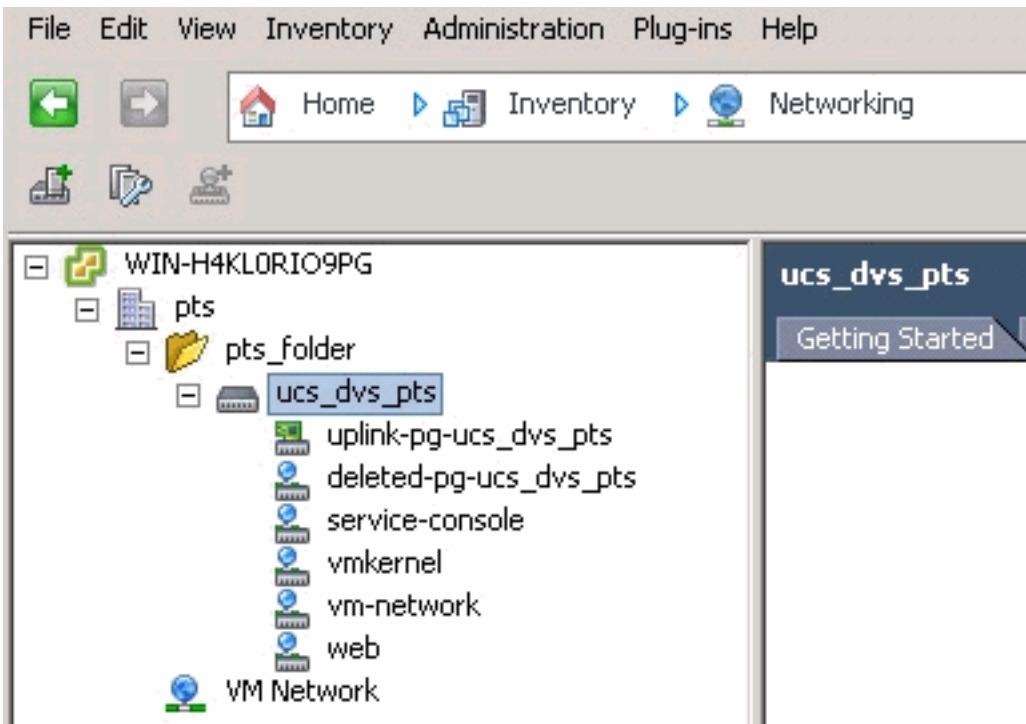 File Edit View Inventory Administration Plug-ins Help
Home Inventory Networking
WIN-H4KL0RIO9PG
pts
pts_folder
ucs_dvs_pts
uplink-pg-ucs_dvs_pts
deleted-pg-ucs_dvs_pts
service-console
vmkernel
vm-network
web
VM Network
ucs_dvs_pts
Getting Started